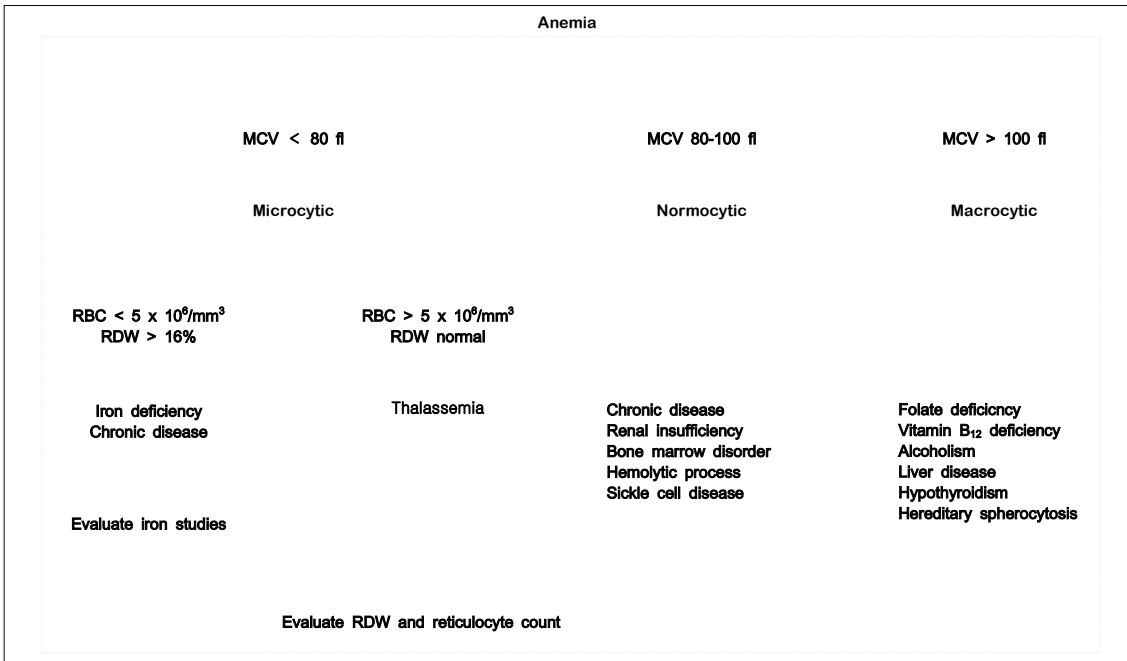 Anemia
MCV < 80 fl
MCV 80-100 fl
MCV > 100 fl
Microcytic
Normocytic
Macrocytic
RBC < 5 x 10⁶/mm³
RDW > 16%
RBC > 5 x 10⁶/mm³
RDW normal
Iron deficiency
Chronic disease
Thalassemia
Chronic disease
Renal insufficiency
Bone marrow disorder
Hemolytic process
Sickle cell disease
Folate deficicncy
Vitamin B₁₂ deficiency
Alcoholism
Liver disease
Hypothyroidism
Hereditary spherocytosis
Evaluate iron studies
Evaluate RDW and reticulocyte count